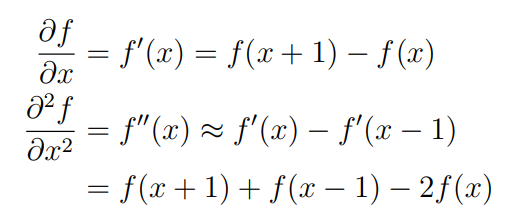 ∂f/∂x = f′(x) = f(x + 1) − f(x)
∂²f/∂x² = f″(x) ≈ f′(x) − f′(x − 1)
= f(x + 1) + f(x − 1) − 2f(x)